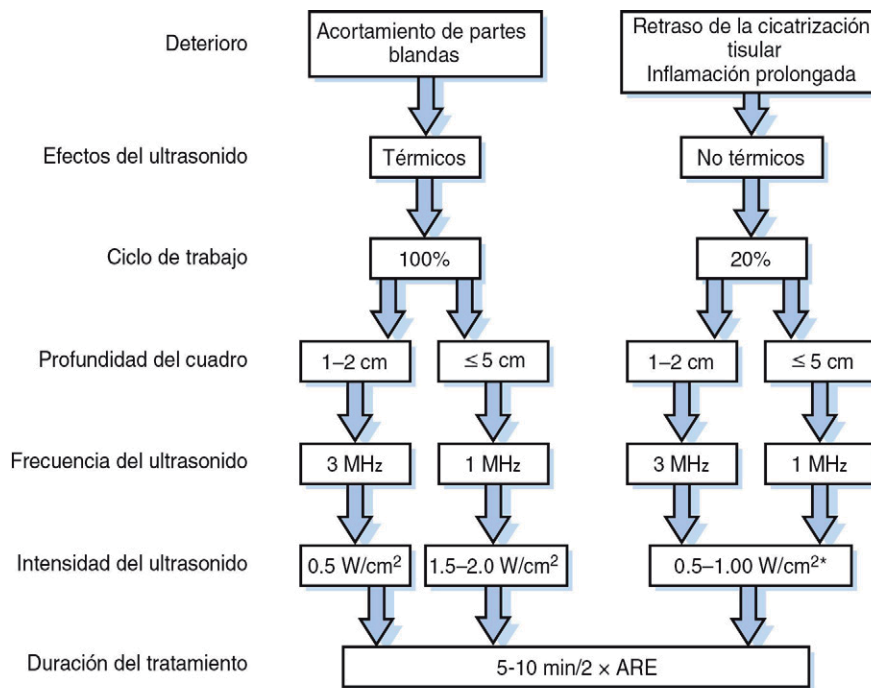 Deterioro
Acortamiento de partes
blandas
Retraso de la cicatrización
tisular
Inflamación prolongada
Efectos del ultrasonido
Térmicos
No térmicos
Ciclo de trabajo
100%
20%
Profundidad del cuadro
1–2 cm
≤ 5 cm
1–2 cm
≤ 5 cm
Frecuencia del ultrasonido
3 MHz
1 MHz
3 MHz
1 MHz
Intensidad del ultrasonido
0.5 W/cm²
1.5–2.0 W/cm²
0.5–1.00 W/cm²*
Duración del tratamiento
5-10 min/2 × ARE